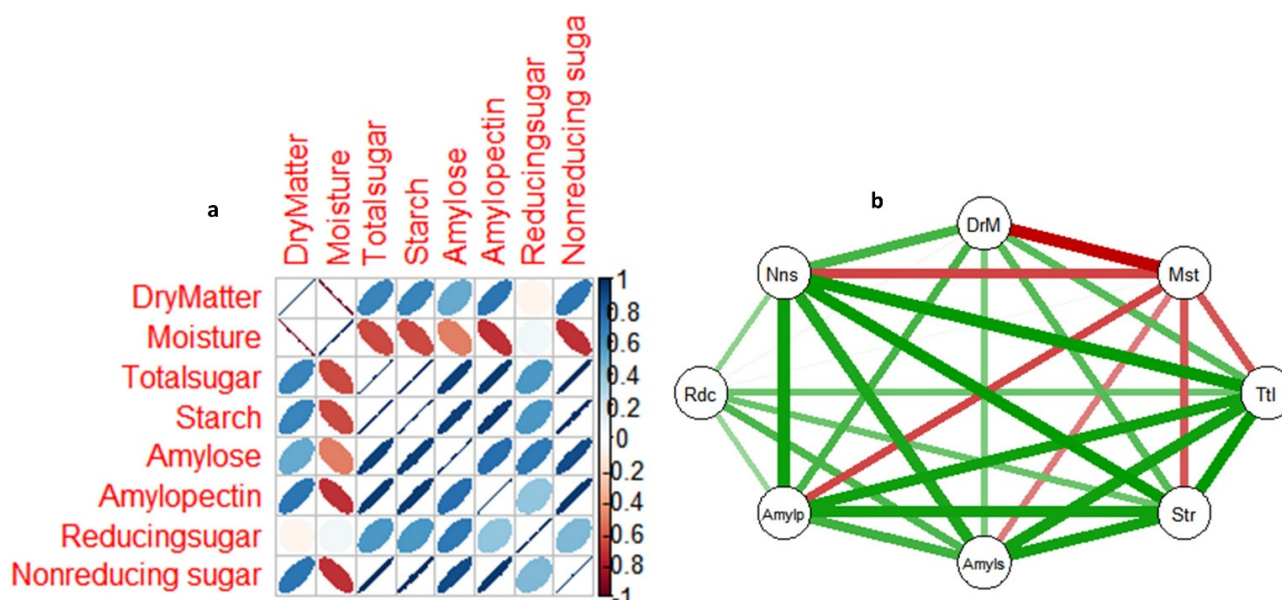 a
DryMatter
Moisture
Totalsugar
Starch
Amylose
Amylopectin
Reducingsugar
Nonreducing suga
DryMatter
Moisture
Totalsugar
Starch
Amylose
Amylopectin
Reducingsugar
Nonreducing sugar
1
0.8
0.6
0.4
0.2
0
-0.2
-0.4
-0.6
-0.8
-1
b
DrM
Nns
Mst
Rdc
Ttl
Amylp
Str
Amyls